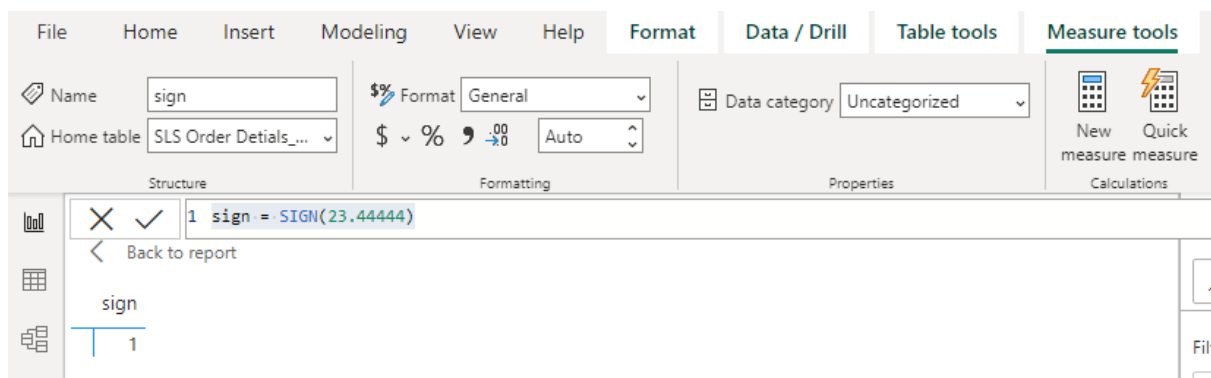 File Home Insert Modeling View Help Format Data / Drill Table tools Measure tools
Name sign
$% Format General
Data category Uncategorized
Home table SLS Order Detials_...
$ % 9 .00 →.0 Auto
New measure
Quick measure
Structure
Formatting
Properties
Calculations
1 sign = SIGN(23.44444)
Back to report
sign
1
Fil